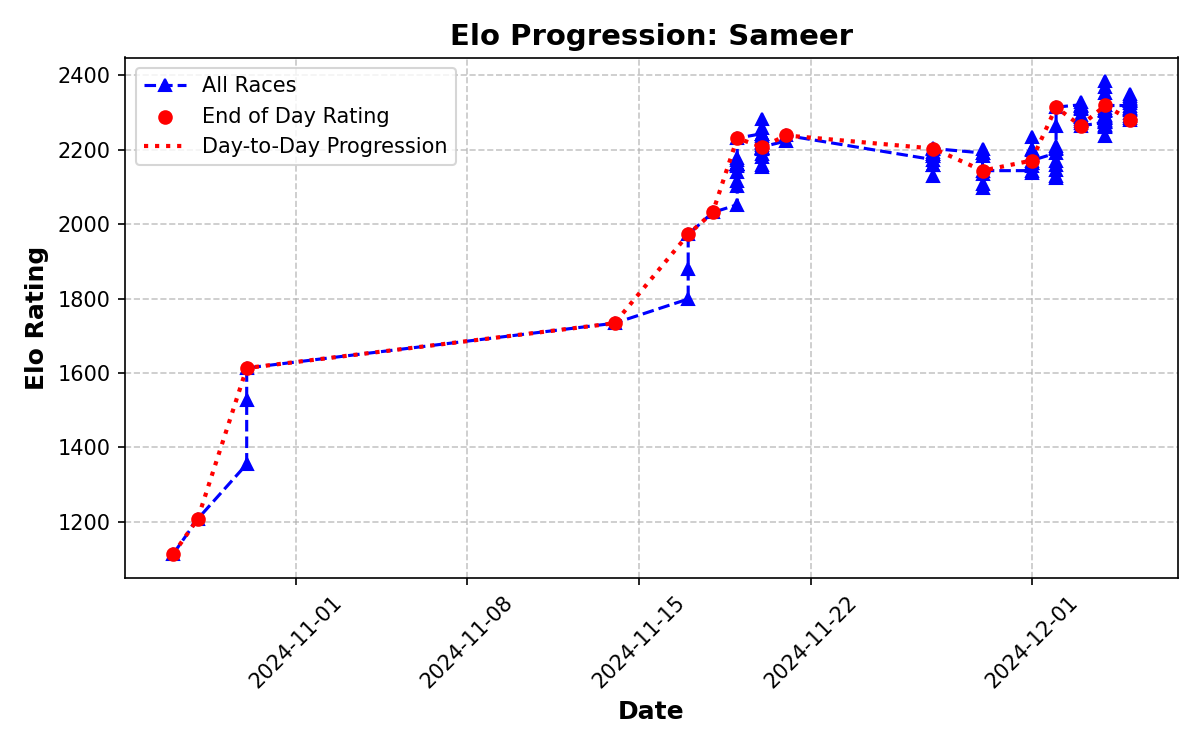 Elo Progression: Sameer
All Races
End of Day Rating
Day-to-Day Progression
Elo Rating
2400
2200
2000
1800
1600
1400
1200
2024-11-01
2024-11-08
2024-11-15
2024-11-22
2024-12-01
Date